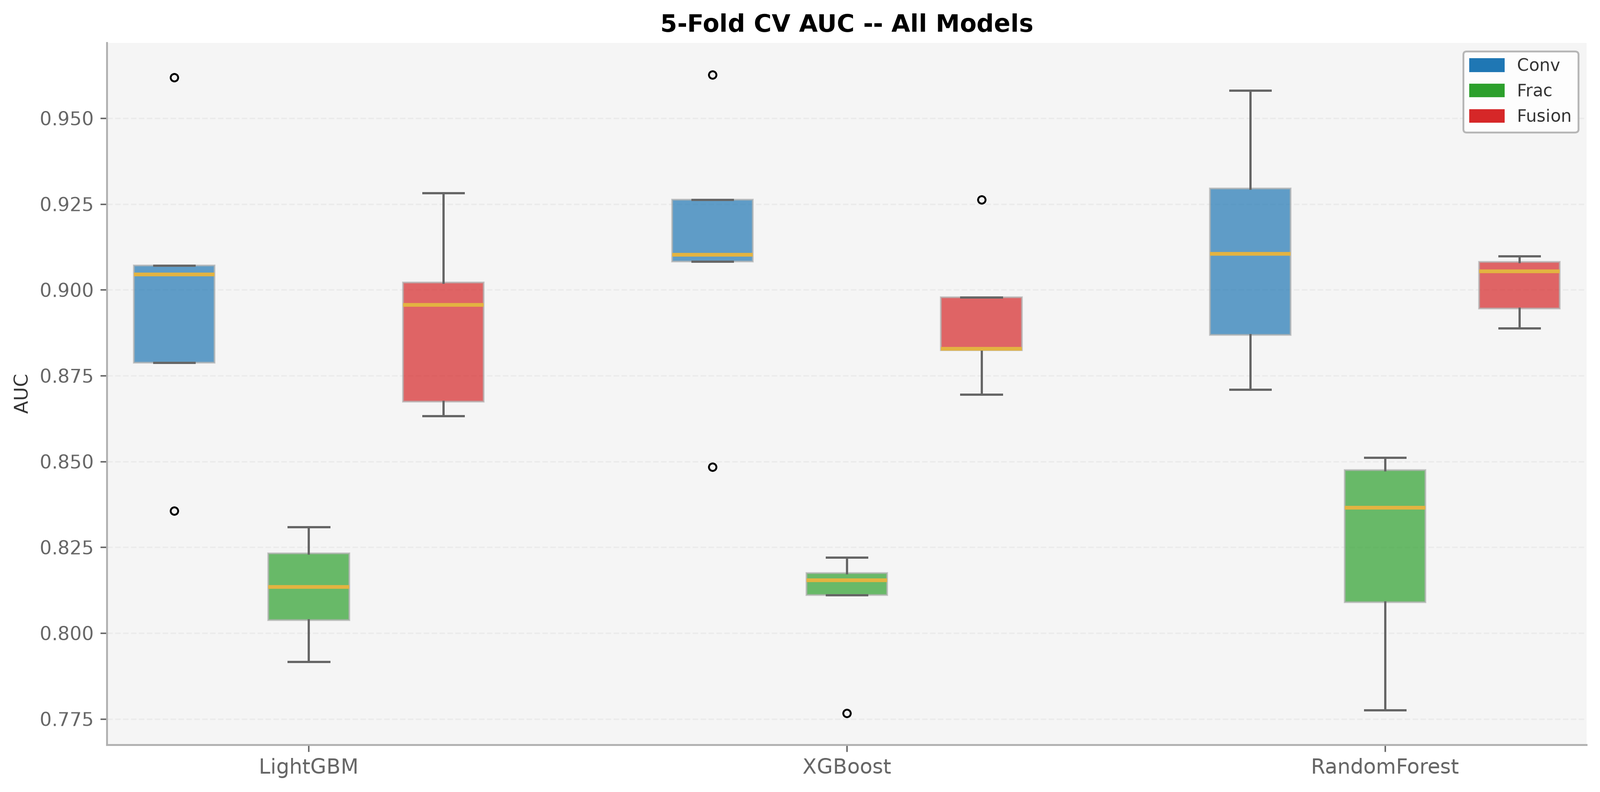 5-Fold CV AUC -- All Models
Conv
Frac
Fusion
AUC
0.950
0.925
0.900
0.875
0.850
0.825
0.800
0.775
LightGBM
XGBoost
RandomForest